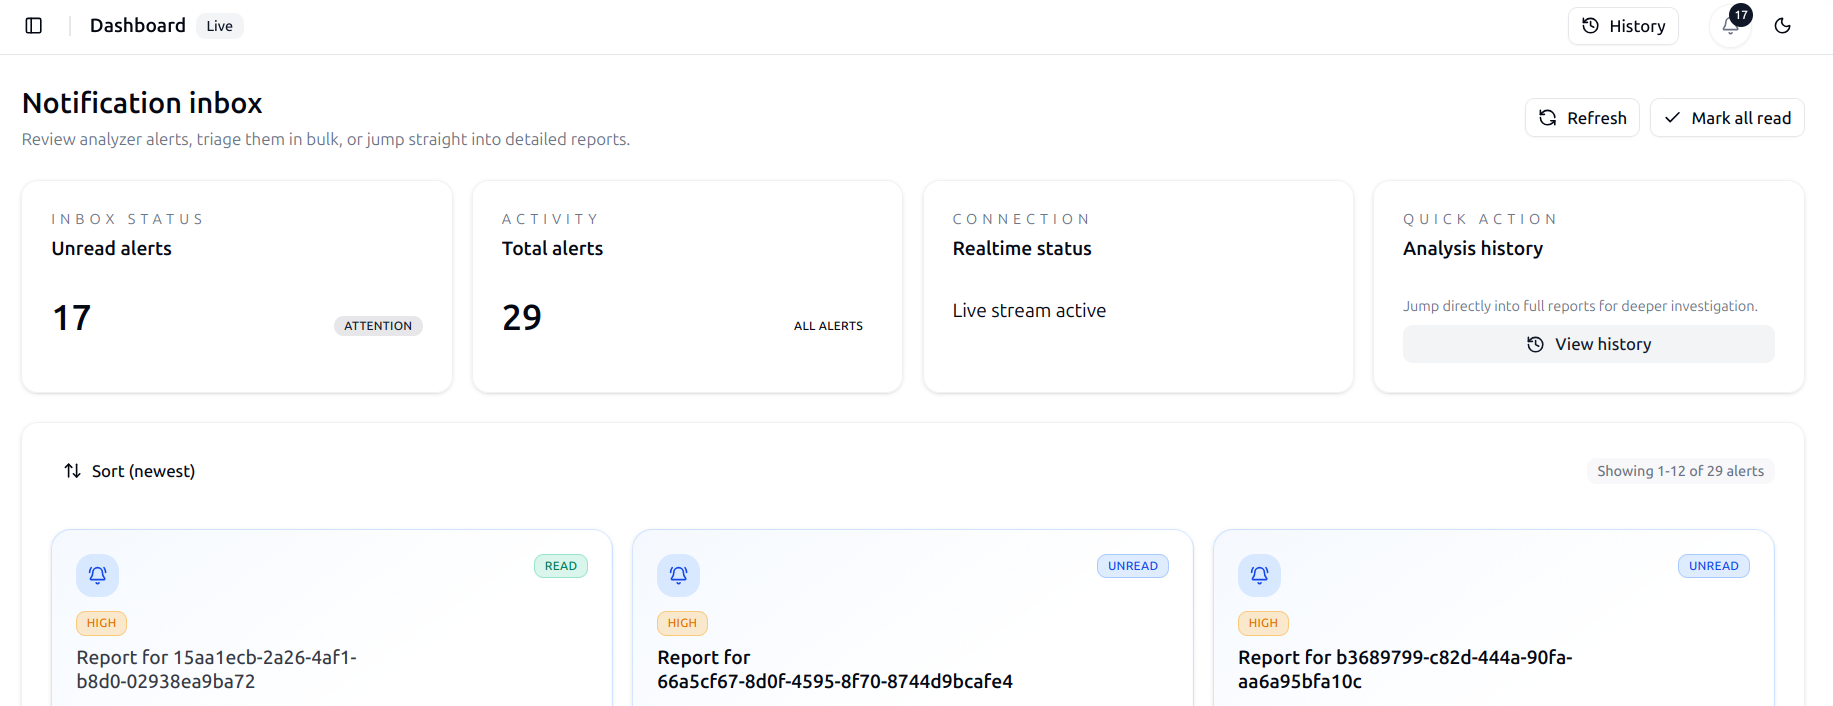 Dashboard Live History 17
Notification inbox
Review analyzer alerts, triage them in bulk, or jump straight into detailed reports.
Refresh Mark all read
INBOX STATUS
Unread alerts
17 ATTENTION
ACTIVITY
Total alerts
29 ALL ALERTS
CONNECTION
Realtime status
Live stream active
QUICK ACTION
Analysis history
Jump directly into full reports for deeper investigation.
View history
Sort (newest) Showing 1-12 of 29 alerts
READ
HIGH
Report for 15aa1ecb-2a26-4af1-
b8d0-02938ea9ba72
UNREAD
HIGH
Report for
66a5cf67-8d0f-4595-8f70-8744d9bcafe4
UNREAD
HIGH
Report for b3689799-c82d-444a-90fa-
aa6a95bfa10c